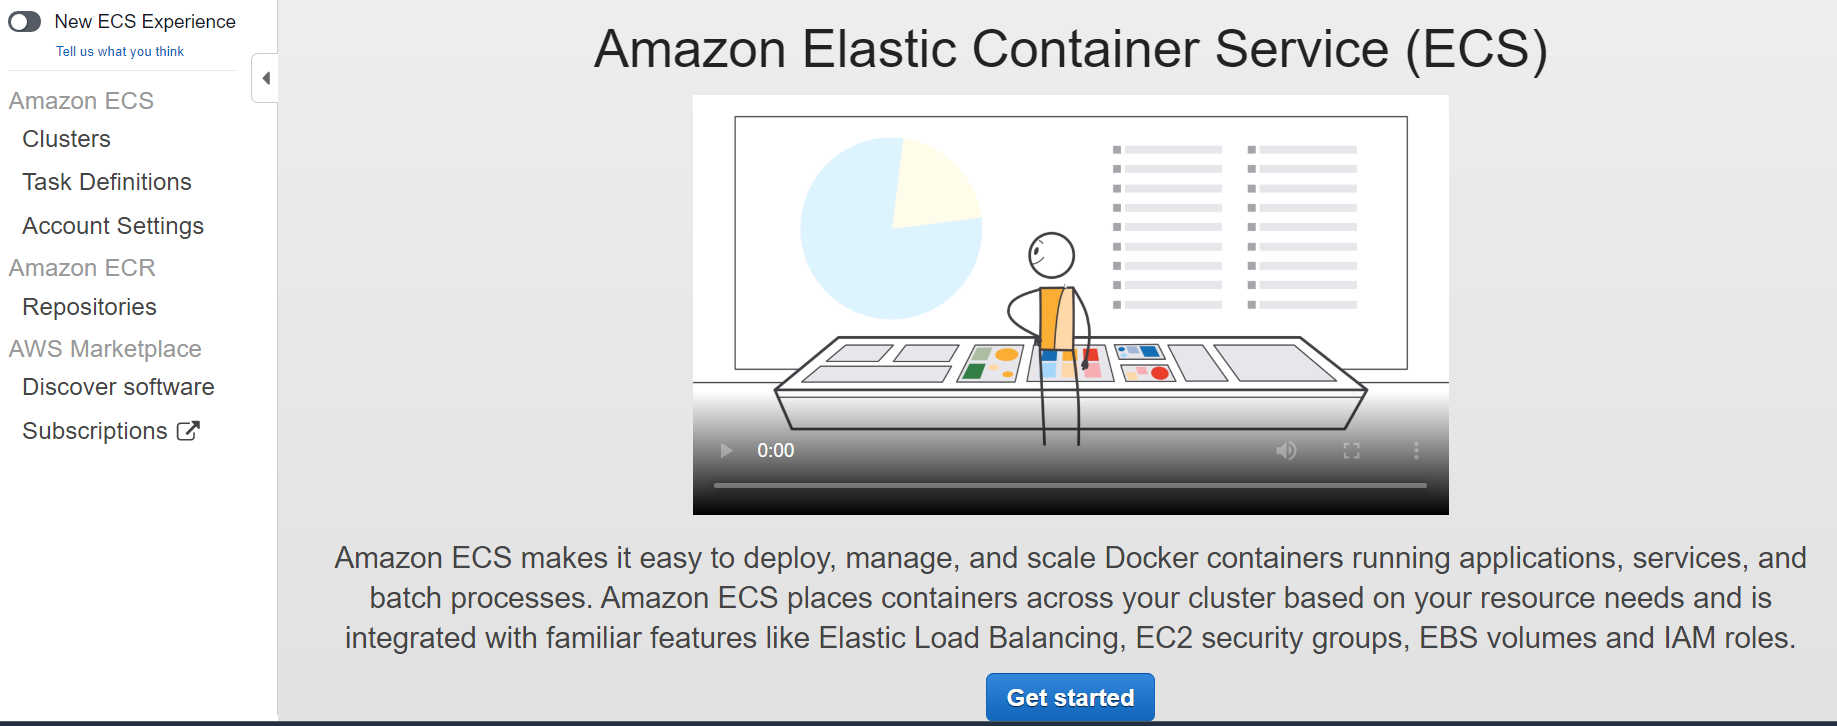 New ECS Experience
Tell us what you think
Amazon ECS
Clusters
Task Definitions
Account Settings
Amazon ECR
Repositories
AWS Marketplace
Discover software
Subscriptions
Amazon Elastic Container Service (ECS)
0:00
Amazon ECS makes it easy to deploy, manage, and scale Docker containers running applications, services, and
batch processes. Amazon ECS places containers across your cluster based on your resource needs and is
integrated with familiar features like Elastic Load Balancing, EC2 security groups, EBS volumes and IAM roles.
Get started